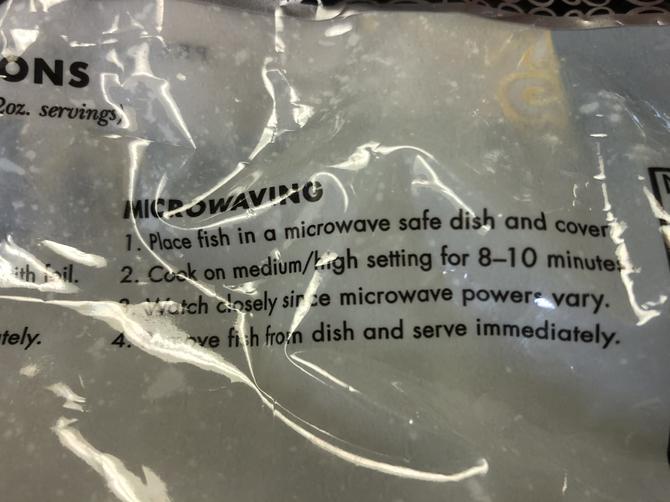 ONS
2oz. servings)
MICROWAVING
1. Place fish in a microwave safe dish and cover
with foil.
2. Cook on medium/high setting for 8–10 minutes
3. Watch closely since microwave powers vary.
tely.
4. Remove fish from dish and serve immediately.